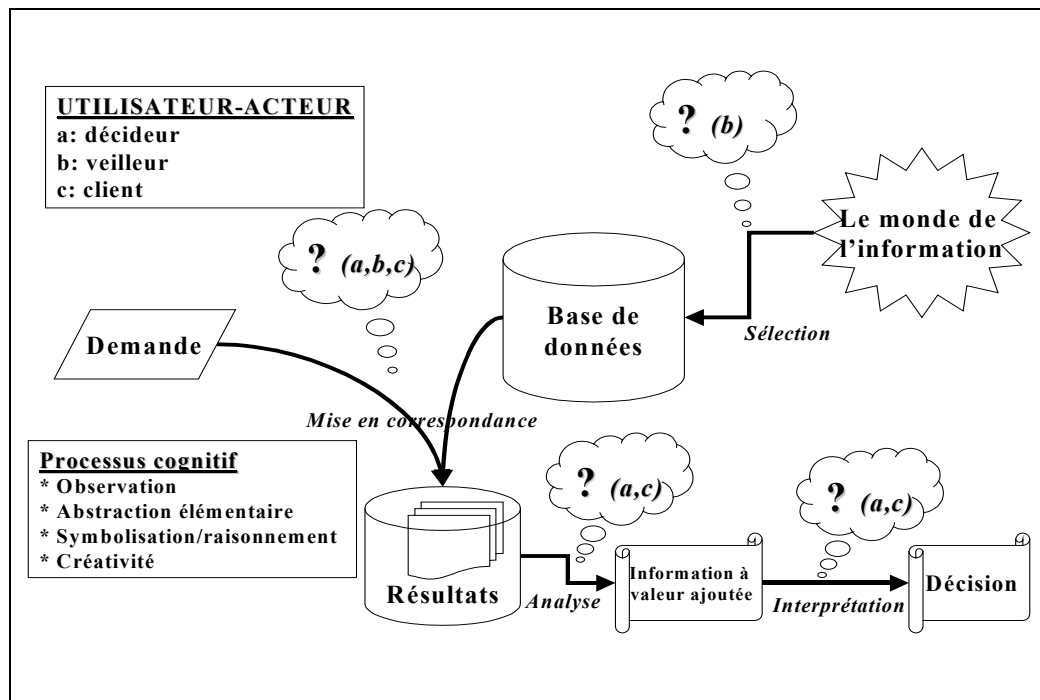 UTILISATEUR-ACTEUR
a: décideur
b: veilleur
c: client
? (b)
Le monde de
l’information
? (a,b,c)
Base de
données
Sélection
Demande
Mise en correspondance
Processus cognitif
* Observation
* Abstraction élémentaire
* Symbolisation/raisonnement
* Créativité
? (a,c)
? (a,c)
Résultats
Analyse
Information à
valeur ajoutée
Interprétation
Décision